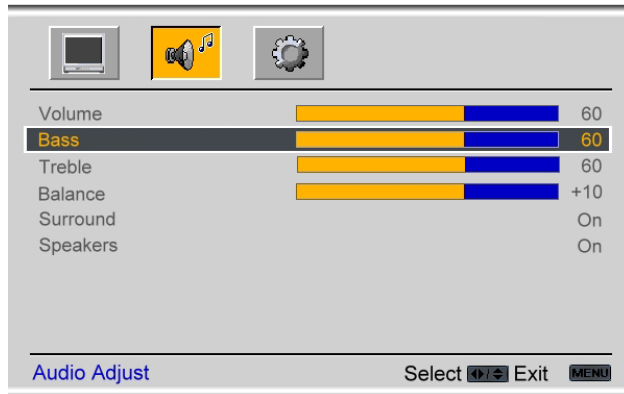 Volume 60
Bass 60
Treble 60
Balance +10
Surround On
Speakers On
Audio Adjust Select Exit MENU